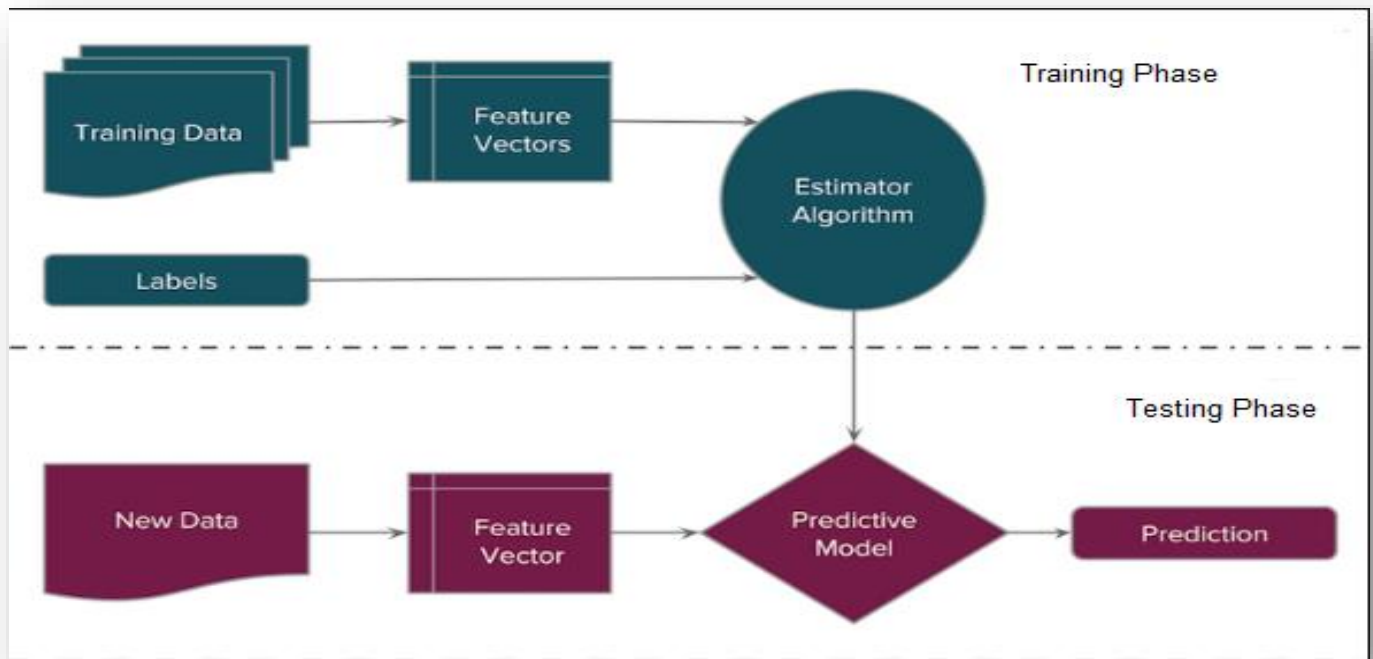 Training Phase
Training Data
Feature
Vectors
Estimator
Algorithm
Labels
Testing Phase
New Data
Feature
Vector
Predictive
Model
Prediction